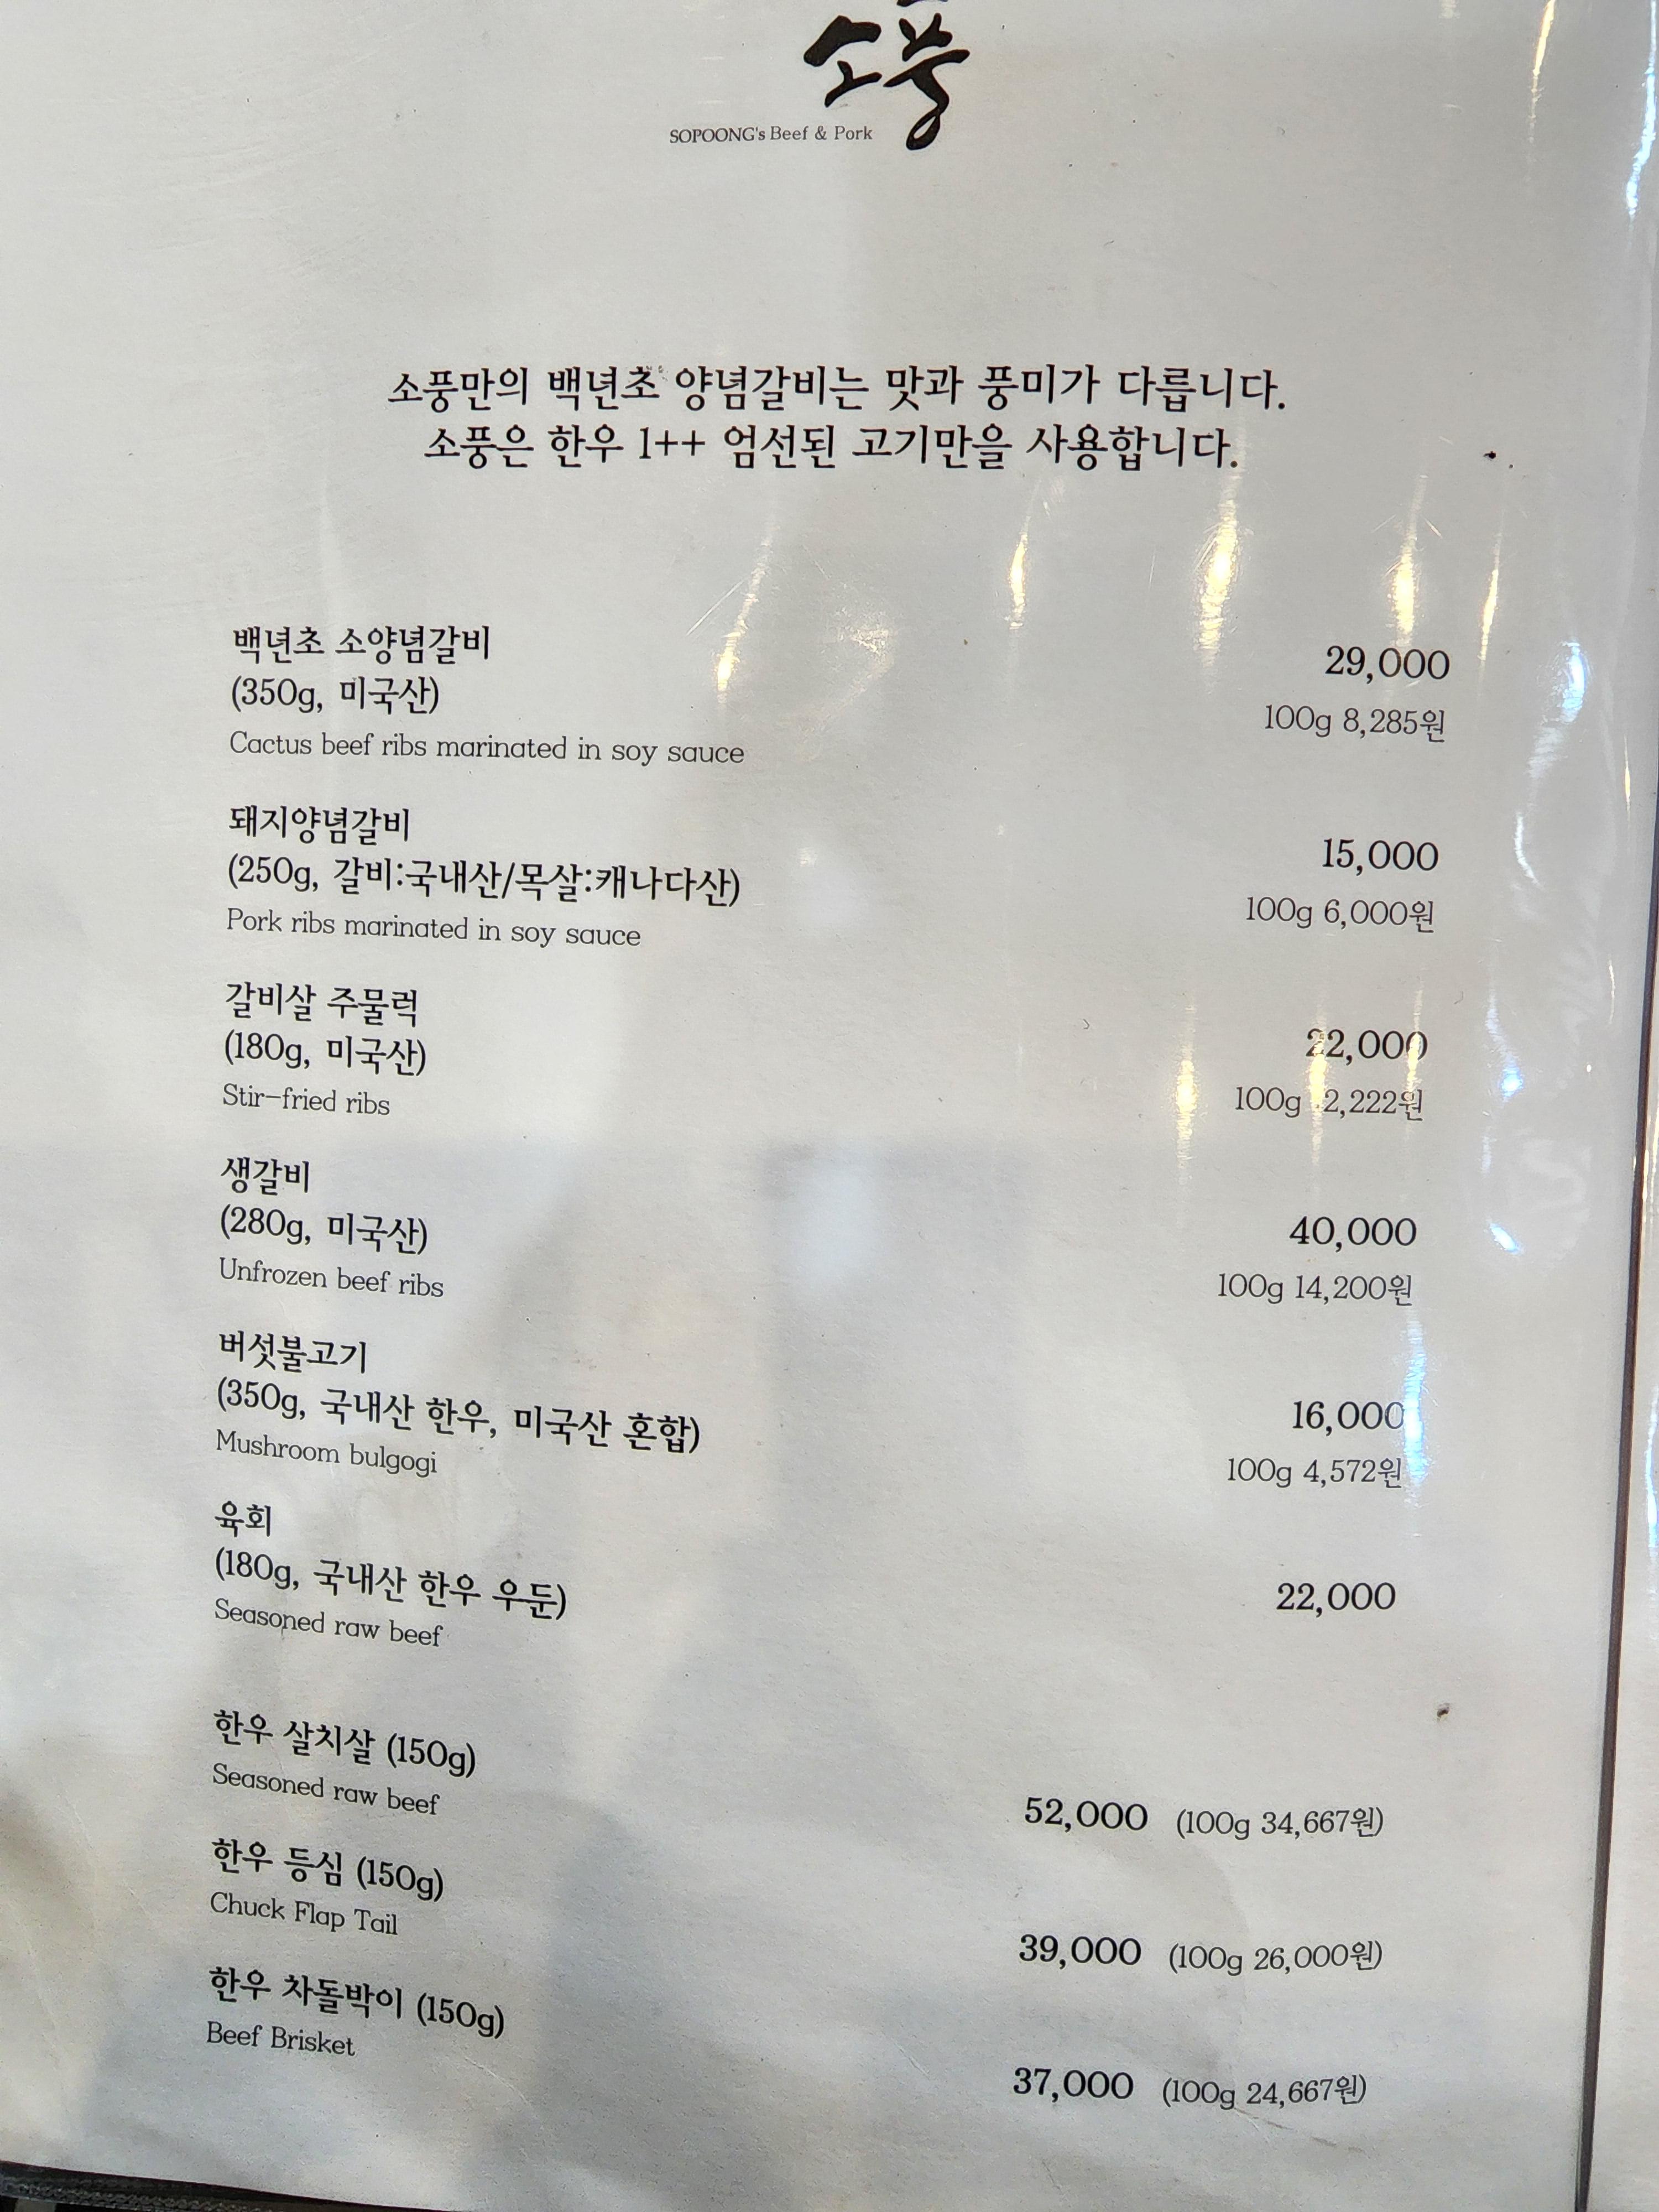 소풍
SOPOONG's Beef & Pork
소풍만의 백년초 양념갈비는 맛과 풍미가 다릅니다.
소풍은 한우 1++ 엄선된 고기만을 사용합니다.
백년초 소양념갈비
(350g, 미국산)
29,000
100g 8,285원
Cactus beef ribs marinated in soy sauce
돼지양념갈비
(250g, 갈비:국내산/목살:캐나다산)
15,000
100g 6,000원
Pork ribs marinated in soy sauce
갈비살 주물럭
(180g, 미국산)
22,000
100g
Stir-fried ribs
생갈비
(280g, 미국산)
40,000
100g 14,200원
Unfrozen beef ribs
버섯불고기
(350g, 국내산 한우, 미국산 혼합)
16,000
100g 4,572원
Mushroom bulgogi
육회
(180g, 국내산 한우 우둔)
22,000
Seasoned raw beef
한우 살치살 (150g)
Seasoned raw beef
52,000 (100g 34,667원)
한우 등심 (150g)
Chuck Flap Tail
39,000 (100g 26,000원)
한우 차돌박이 (150g)
Beef Brisket
37,000 (100g 24,667원)